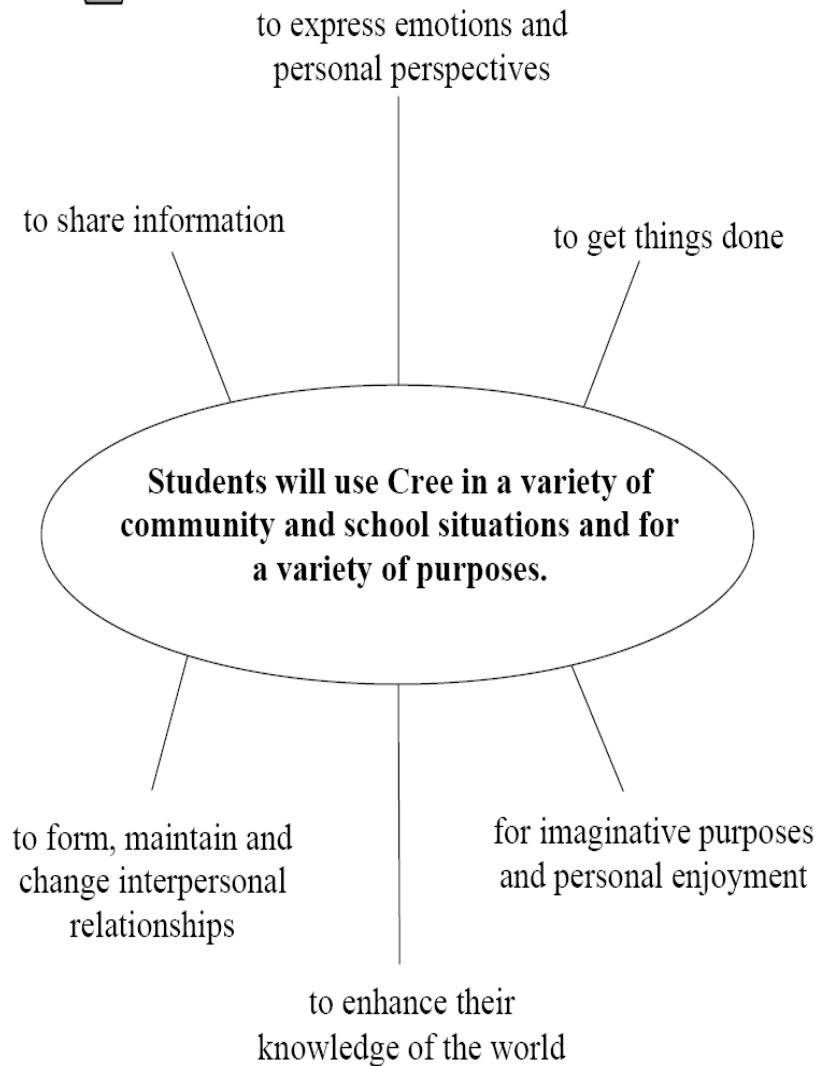 to express emotions and
personal perspectives
to share information
to get things done
Students will use Cree in a variety of
community and school situations and for
a variety of purposes.
to form, maintain and
change interpersonal
relationships
for imaginative purposes
and personal enjoyment
to enhance their
knowledge of the world